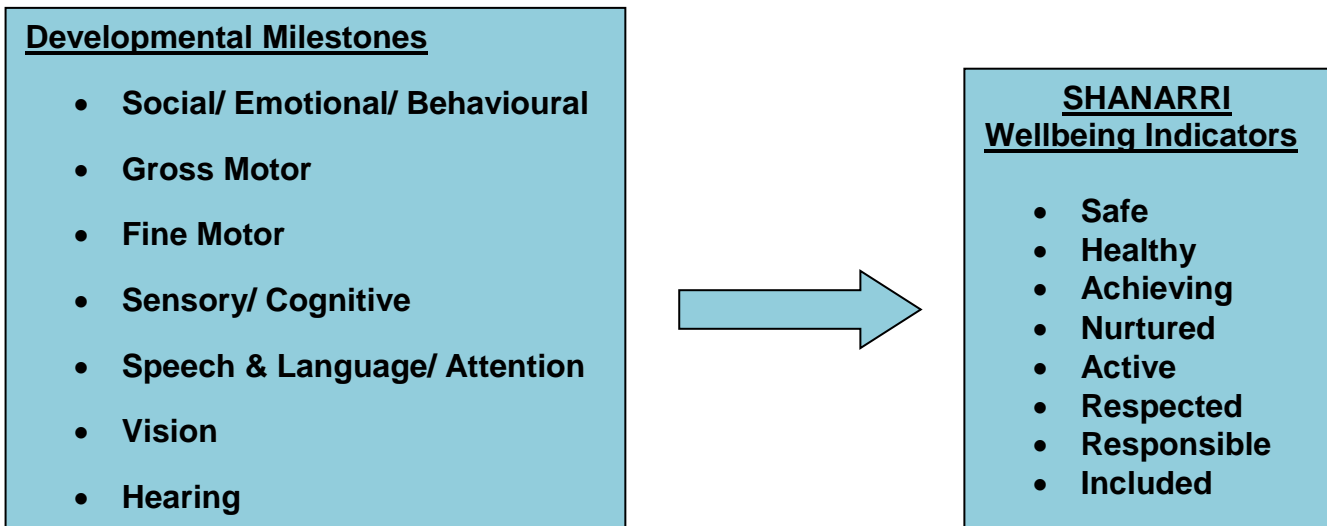 Developmental Milestones
• Social/ Emotional/ Behavioural
• Gross Motor
• Fine Motor
• Sensory/ Cognitive
• Speech & Language/ Attention
• Vision
• Hearing
SHANARRI
Wellbeing Indicators
• Safe
• Healthy
• Achieving
• Nurtured
• Active
• Respected
• Responsible
• Included